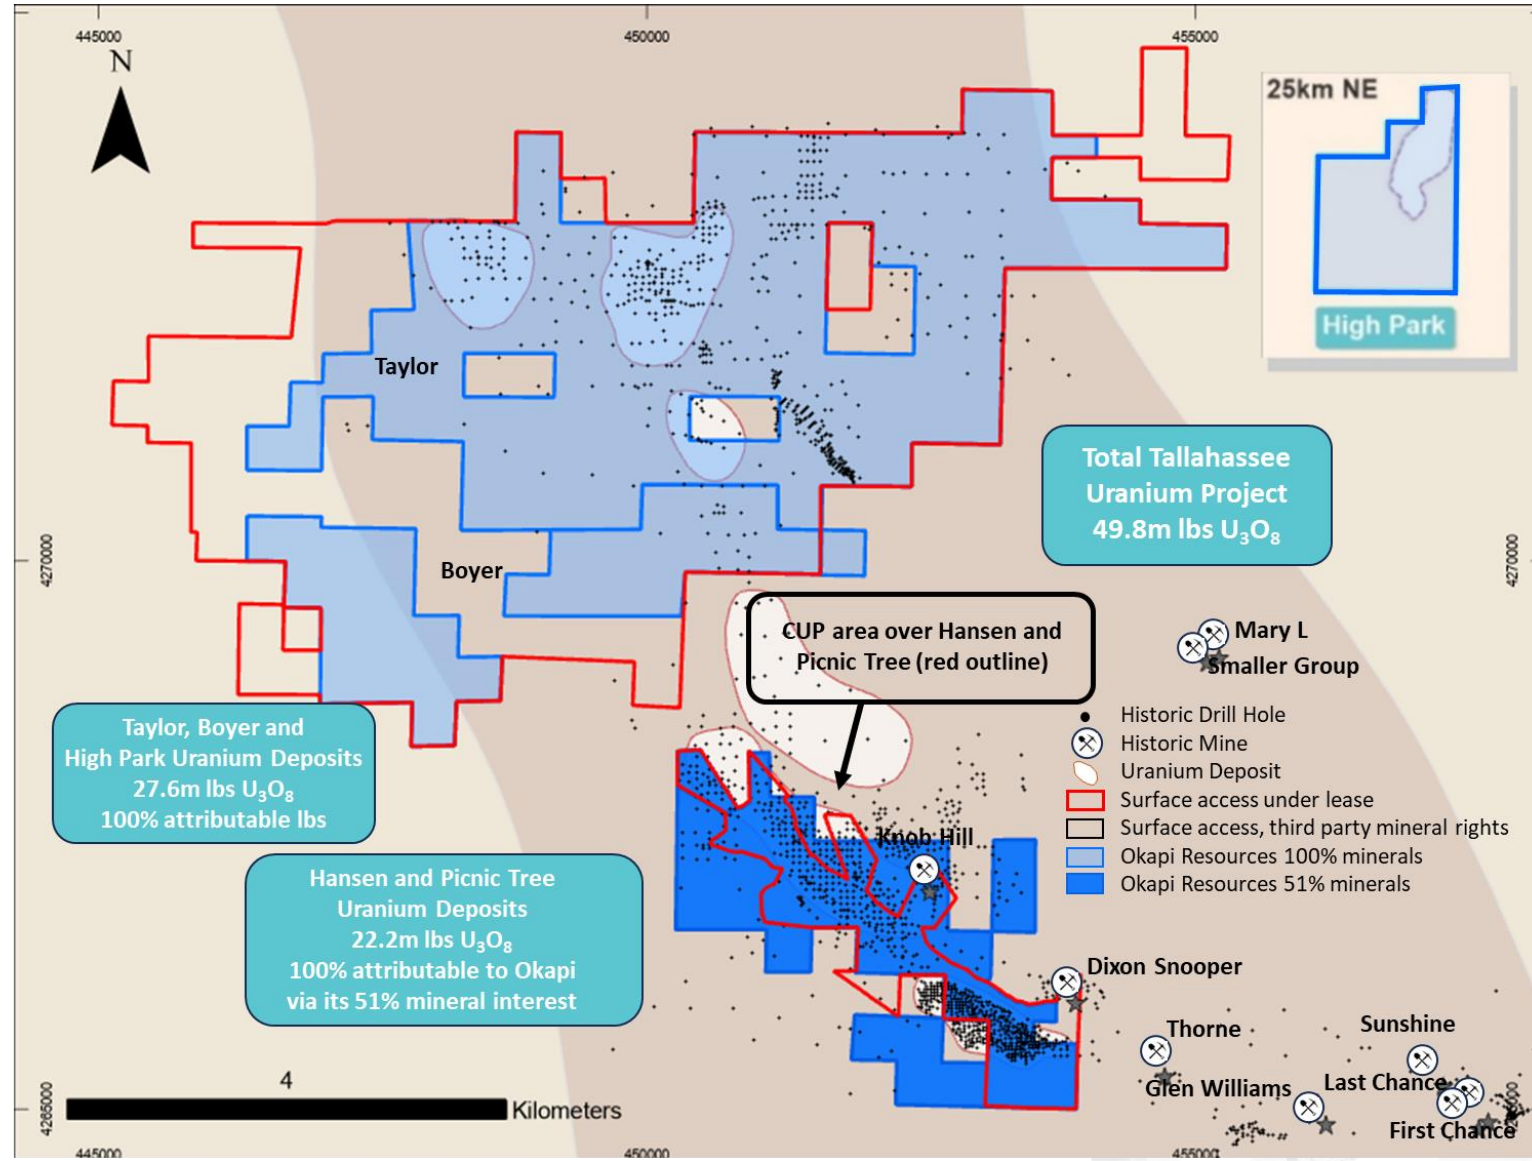 445000
450000
455000
N
25km NE
High Park
Taylor
Total Tallahassee
Uranium Project
49.8m lbs U₃O₈
4270000
4270000
Boyer
CUP area over Hansen and
Picnic Tree (red outline)
Mary L
Smaller Group
Taylor, Boyer and
High Park Uranium Deposits
27.6m lbs U₃O₈
100% attributable lbs
Historic Drill Hole
Historic Mine
Uranium Deposit
Surface access under lease
Surface access, third party mineral rights
Okapi Resources 100% minerals
Okapi Resources 51% minerals
Knob Hill
Hansen and Picnic Tree
Uranium Deposits
22.2m lbs U₃O₈
100% attributable to Okapi
via its 51% mineral interest
Dixon Snooper
Thorne
Sunshine
Glen Williams
Last Chance
First Chance
4
Kilometers
4265000
4265000
445000
450000
455000